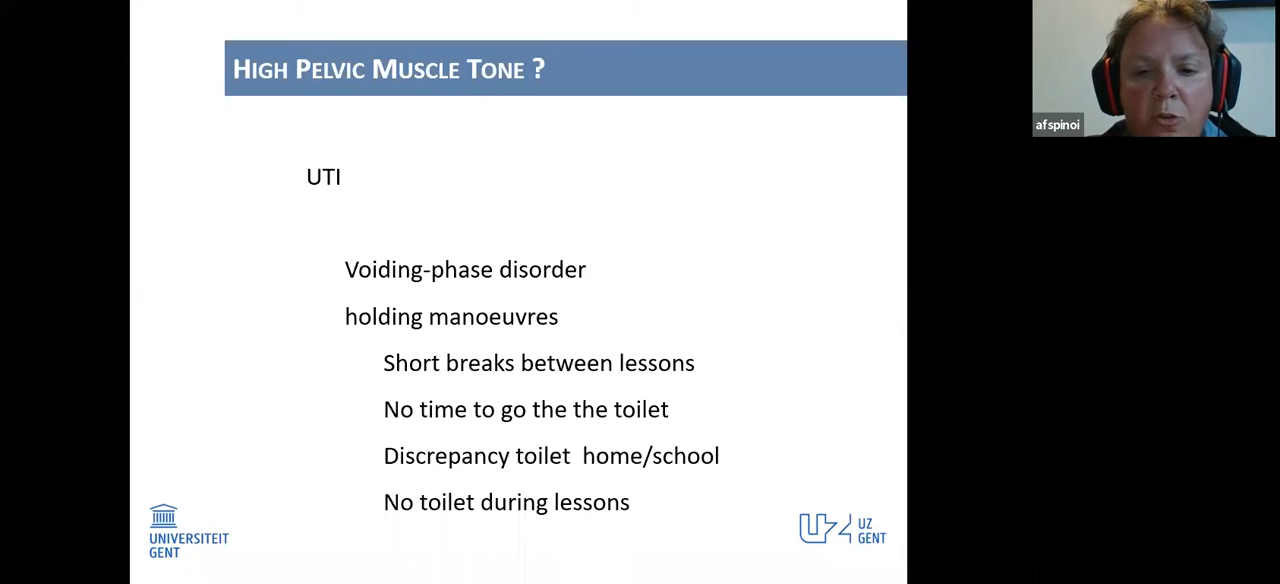 HIGH PELVIC MUSCLE TONE ?
afspinoi
UTI
Voiding-phase disorder
holding manoeuvres
Short breaks between lessons
No time to go the the toilet
Discrepancy toilet home/school
No toilet during lessons
UNIVERSITEIT
GENT
UZ
GENT